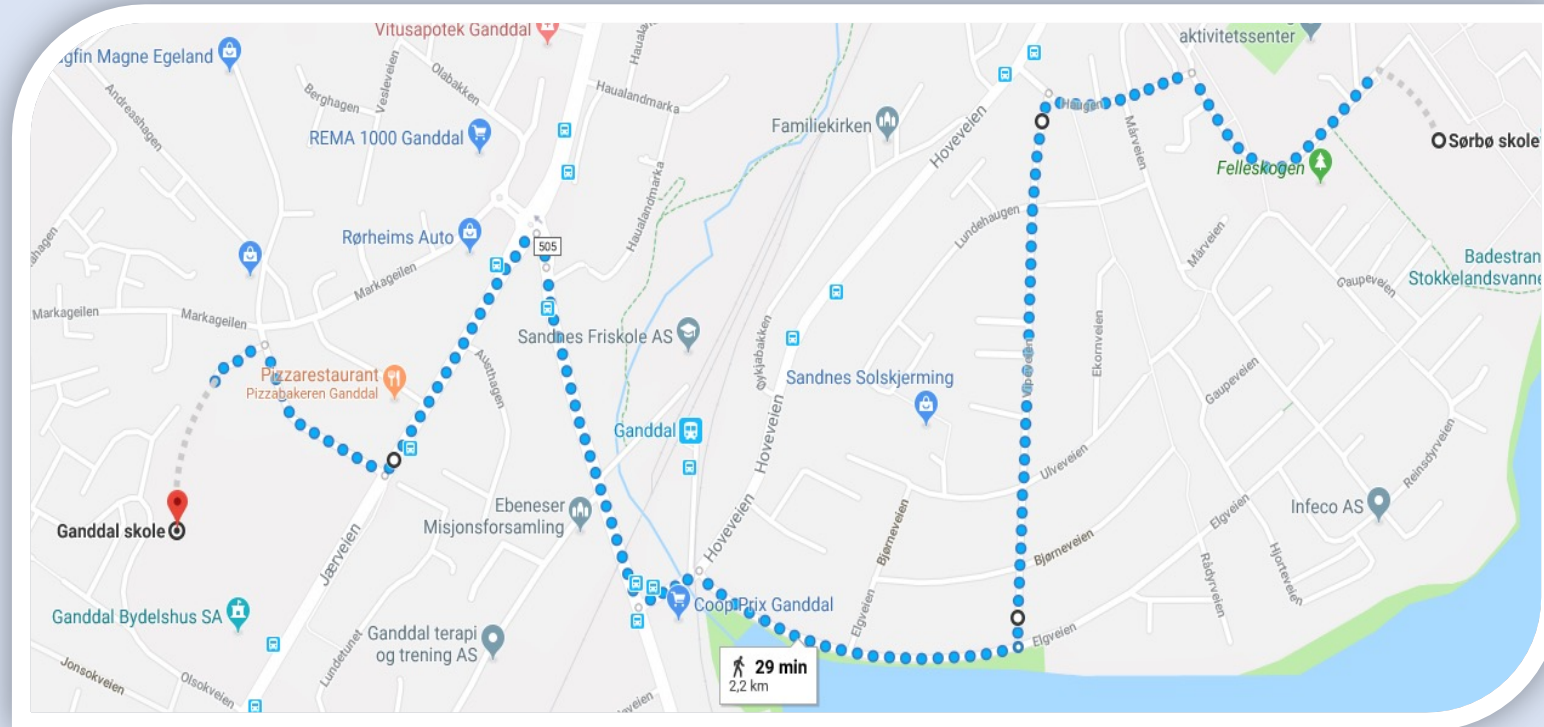 Vitusapotek Ganddal
agfin Magne Egeland
aktivitetssenter
Olabakken
Vesleveien
Berghagen
Andreashagen
Haualandmarka
REMA 1000 Ganddal
Familiekirken
Hoveveien
Haugen
Mårveien
Sørbø skole
Felleskogen
Haualandmarka
Lundehaugen
Rørheims Auto
505
Mårveien
Badestran
Stokkelandsvanne
Gaupeveien
Markageilen
Markageilen
Markageilen
Sandnes Friskole AS
Austhagen
Pizzarestaurant
Pizzabakeren Ganddal
Sandnes Solskjerming
Vipeveien
Ekornveien
Gaupeveien
Ganddal
Hoveveien
Ulveveien
Reinsdyrveien
Ebeneser
Misjonsforsamling
Hoveveien
Bjørneveien
Elgveien
Infeco AS
Ganddal skole
Jærveien
Bjørneveien
Rådyrveien
Hjorteveien
Ganddal Bydelshus SA
Coop Prix Ganddal
Elgveien
Elgveien
Ganddal terapi
og trening AS
Lundetunet
29 min
2,2 km
Jonsokveien
Olsokveien